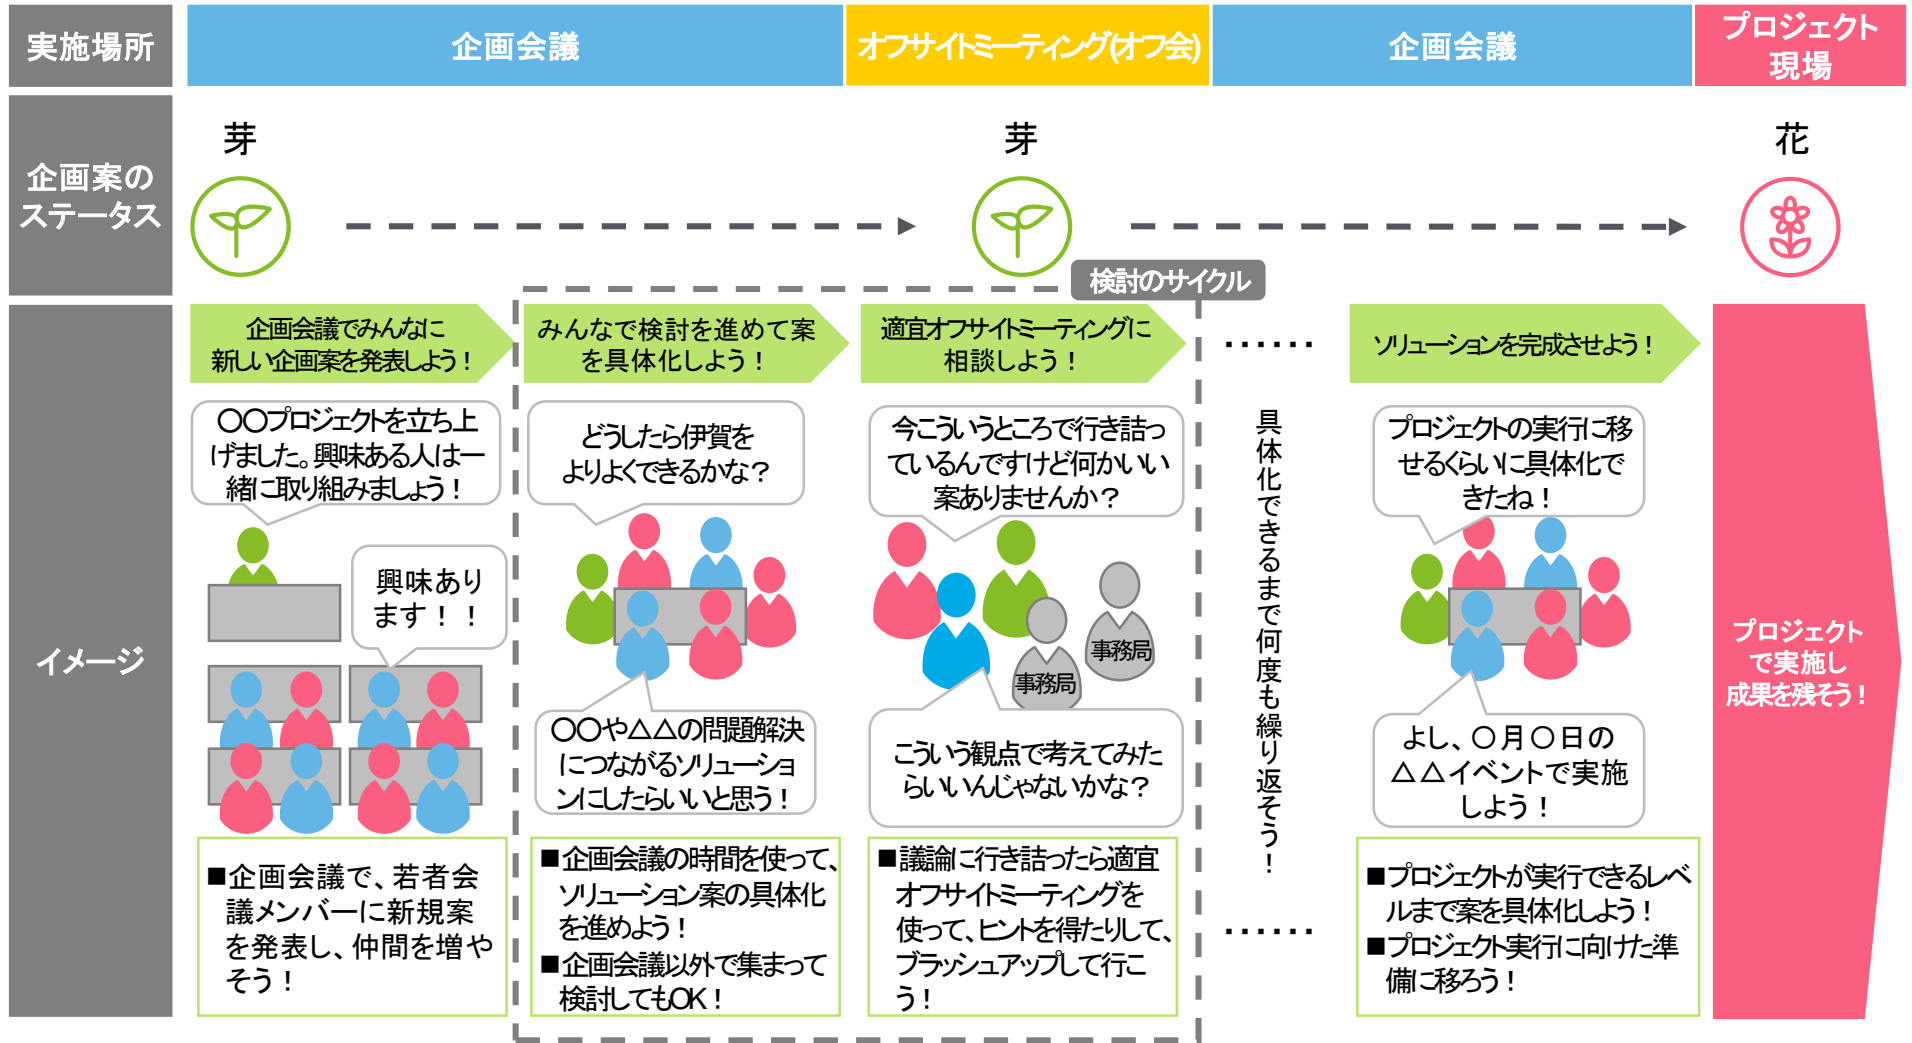 実施場所
企画会議
オフサイトミーティング(オフ会)
企画会議
プロジェクト
現場
企画案の
ステータス
芽
芽
花
検討のサイクル
イメージ
企画会議でみんなに
新しい企画案を発表しよう！
みんなで検討を進めて案
を具体化しよう！
適宜オフサイトミーティングに
相談しよう！
……
ソリューションを完成させよう！
〇〇プロジェクトを立ち上
げました。興味ある人は一
緒に取り組みましょう！
興味あり
ます！！
どうしたら伊賀を
よりよくできるかな？
〇〇や△△の問題解決
につながるソリューショ
ンにしたらいいと思う！
今こういうところで行き詰っ
ているんですけど何かいい
案ありませんか？
事務局
事務局
こういう観点で考えてみた
らいいんじゃないかな？
具体化できるまで何度も繰り返そう！
プロジェクトの実行に移
せるくらいに具体化で
きたね！
よし、〇月〇日の
△△イベントで実施
しよう！
プロジェクト
で実施し
成果を残そう！
■企画会議で、若者会
議メンバーに新規案
を発表し、仲間を増や
そう！
■企画会議の時間を使って、
ソリューション案の具体化
を進めよう！
■企画会議以外で集まって
検討してもOK！
■議論に行き詰ったら適宜
オフサイトミーティングを
使って、ヒントを得たりして、
ブラッシュアップして行こ
う！
……
■プロジェクトが実行できるレベ
ルまで案を具体化しよう！
■プロジェクト実行に向けた準
備に移ろう！